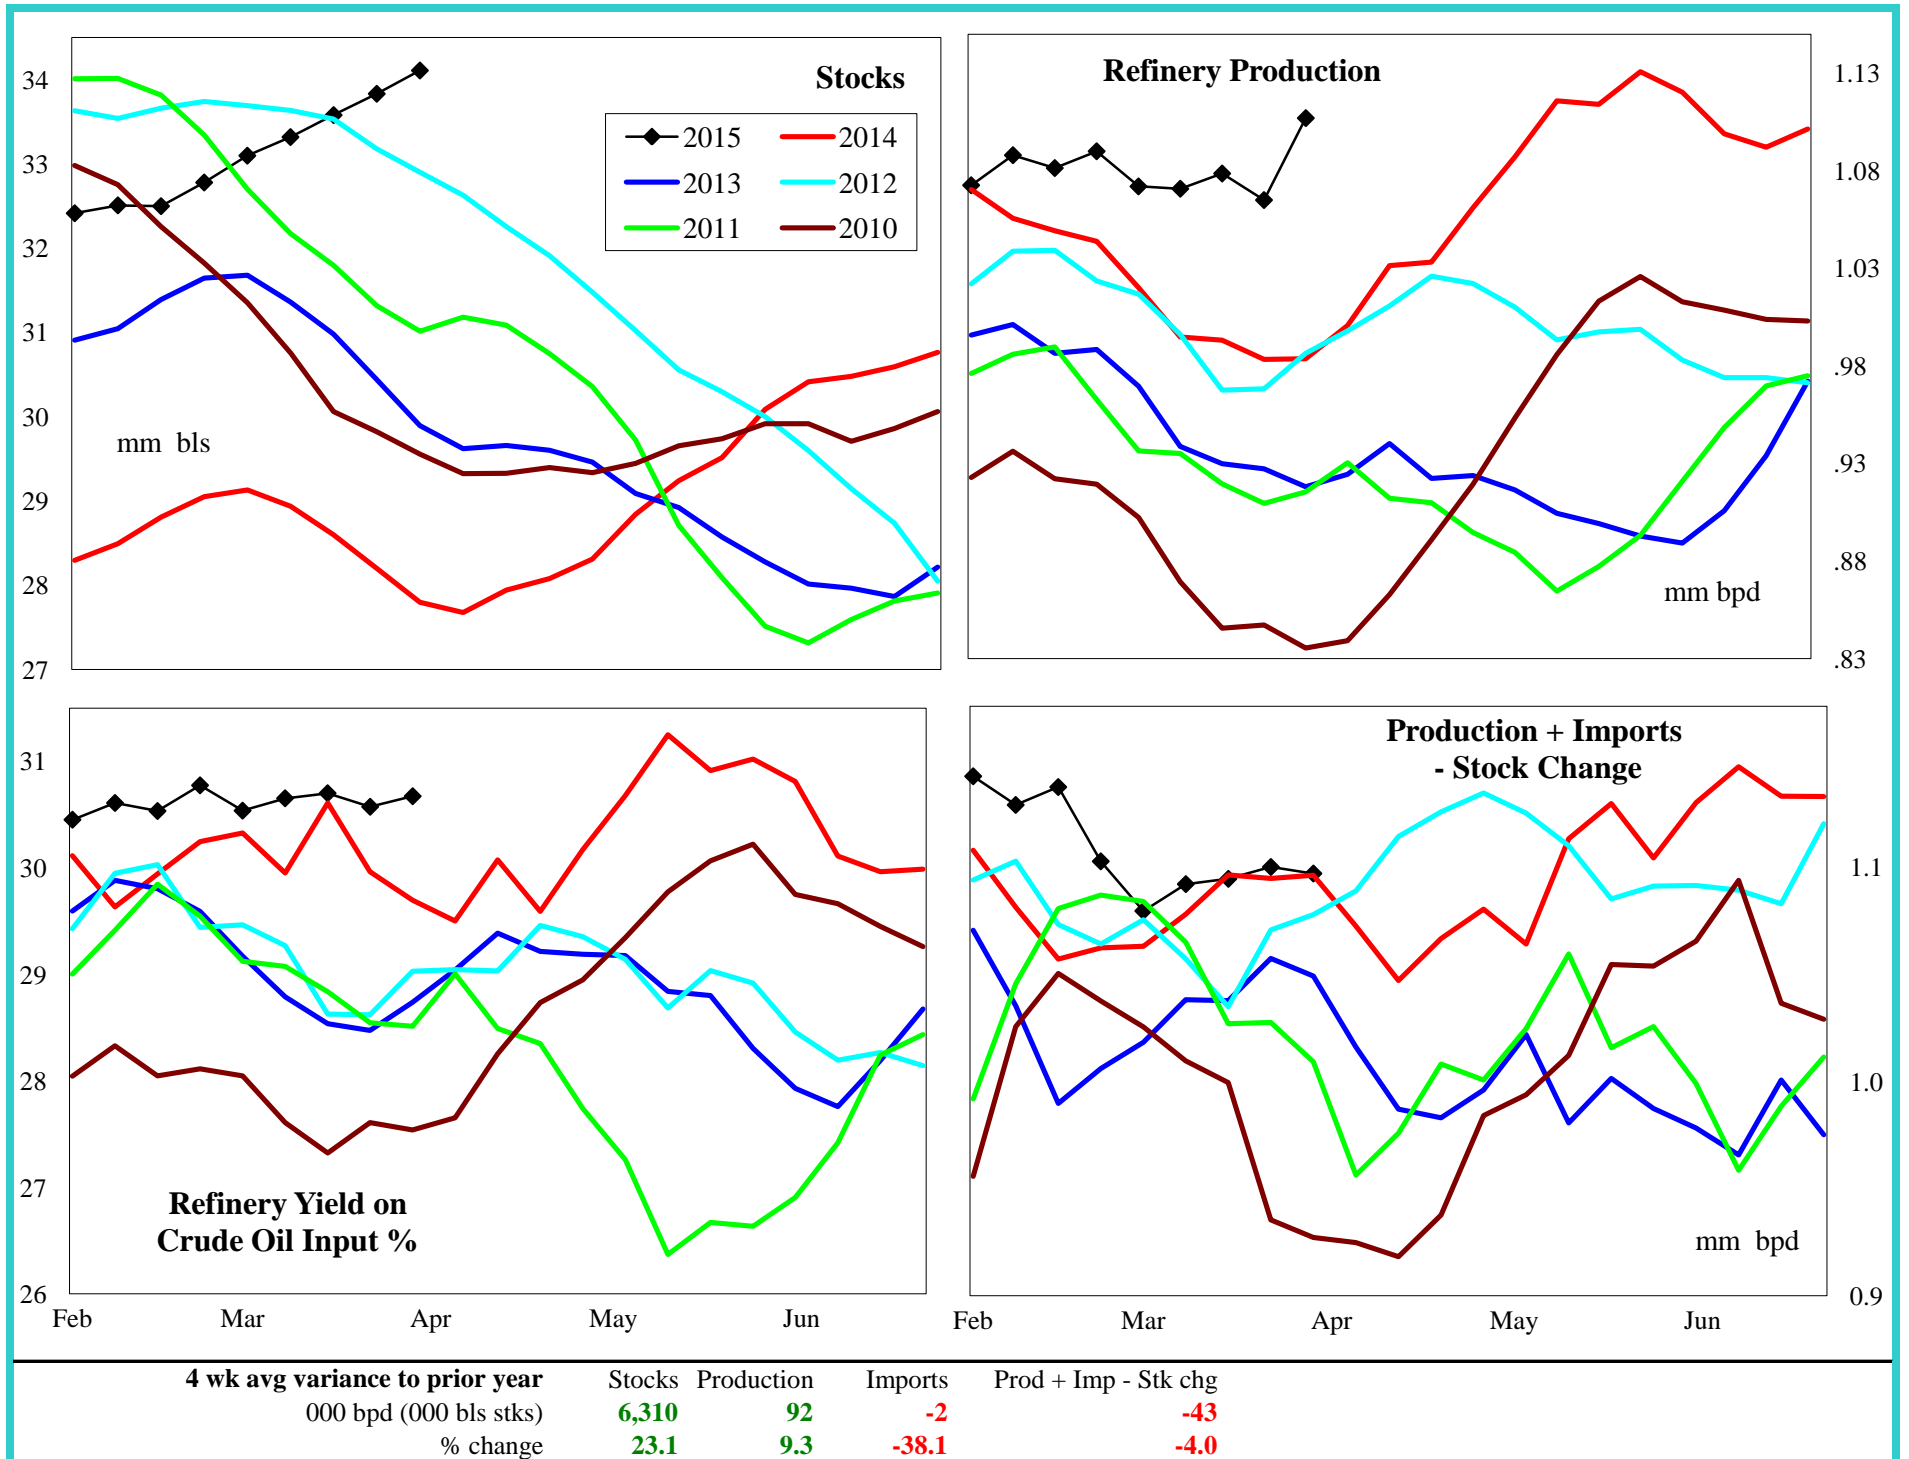 Stocks
34
33
32
31
30
29
28
27
2015
2014
2013
2012
2011
2010
mm bls
Refinery Production
1.13
1.08
1.03
.98
.93
.88
.83
mm bpd
31
30
29
28
27
26
Refinery Yield on
Crude Oil Input %
Feb Mar Apr May Jun
Production + Imports
- Stock Change
1.1
1.0
0.9
mm bpd
Feb Mar Apr May Jun
4 wk avg variance to prior year Stocks Production Imports Prod + Imp - Stk chg
000 bpd (000 bls stks) 6,310 92 -2 -43
% change 23.1 9.3 -38.1 -4.0